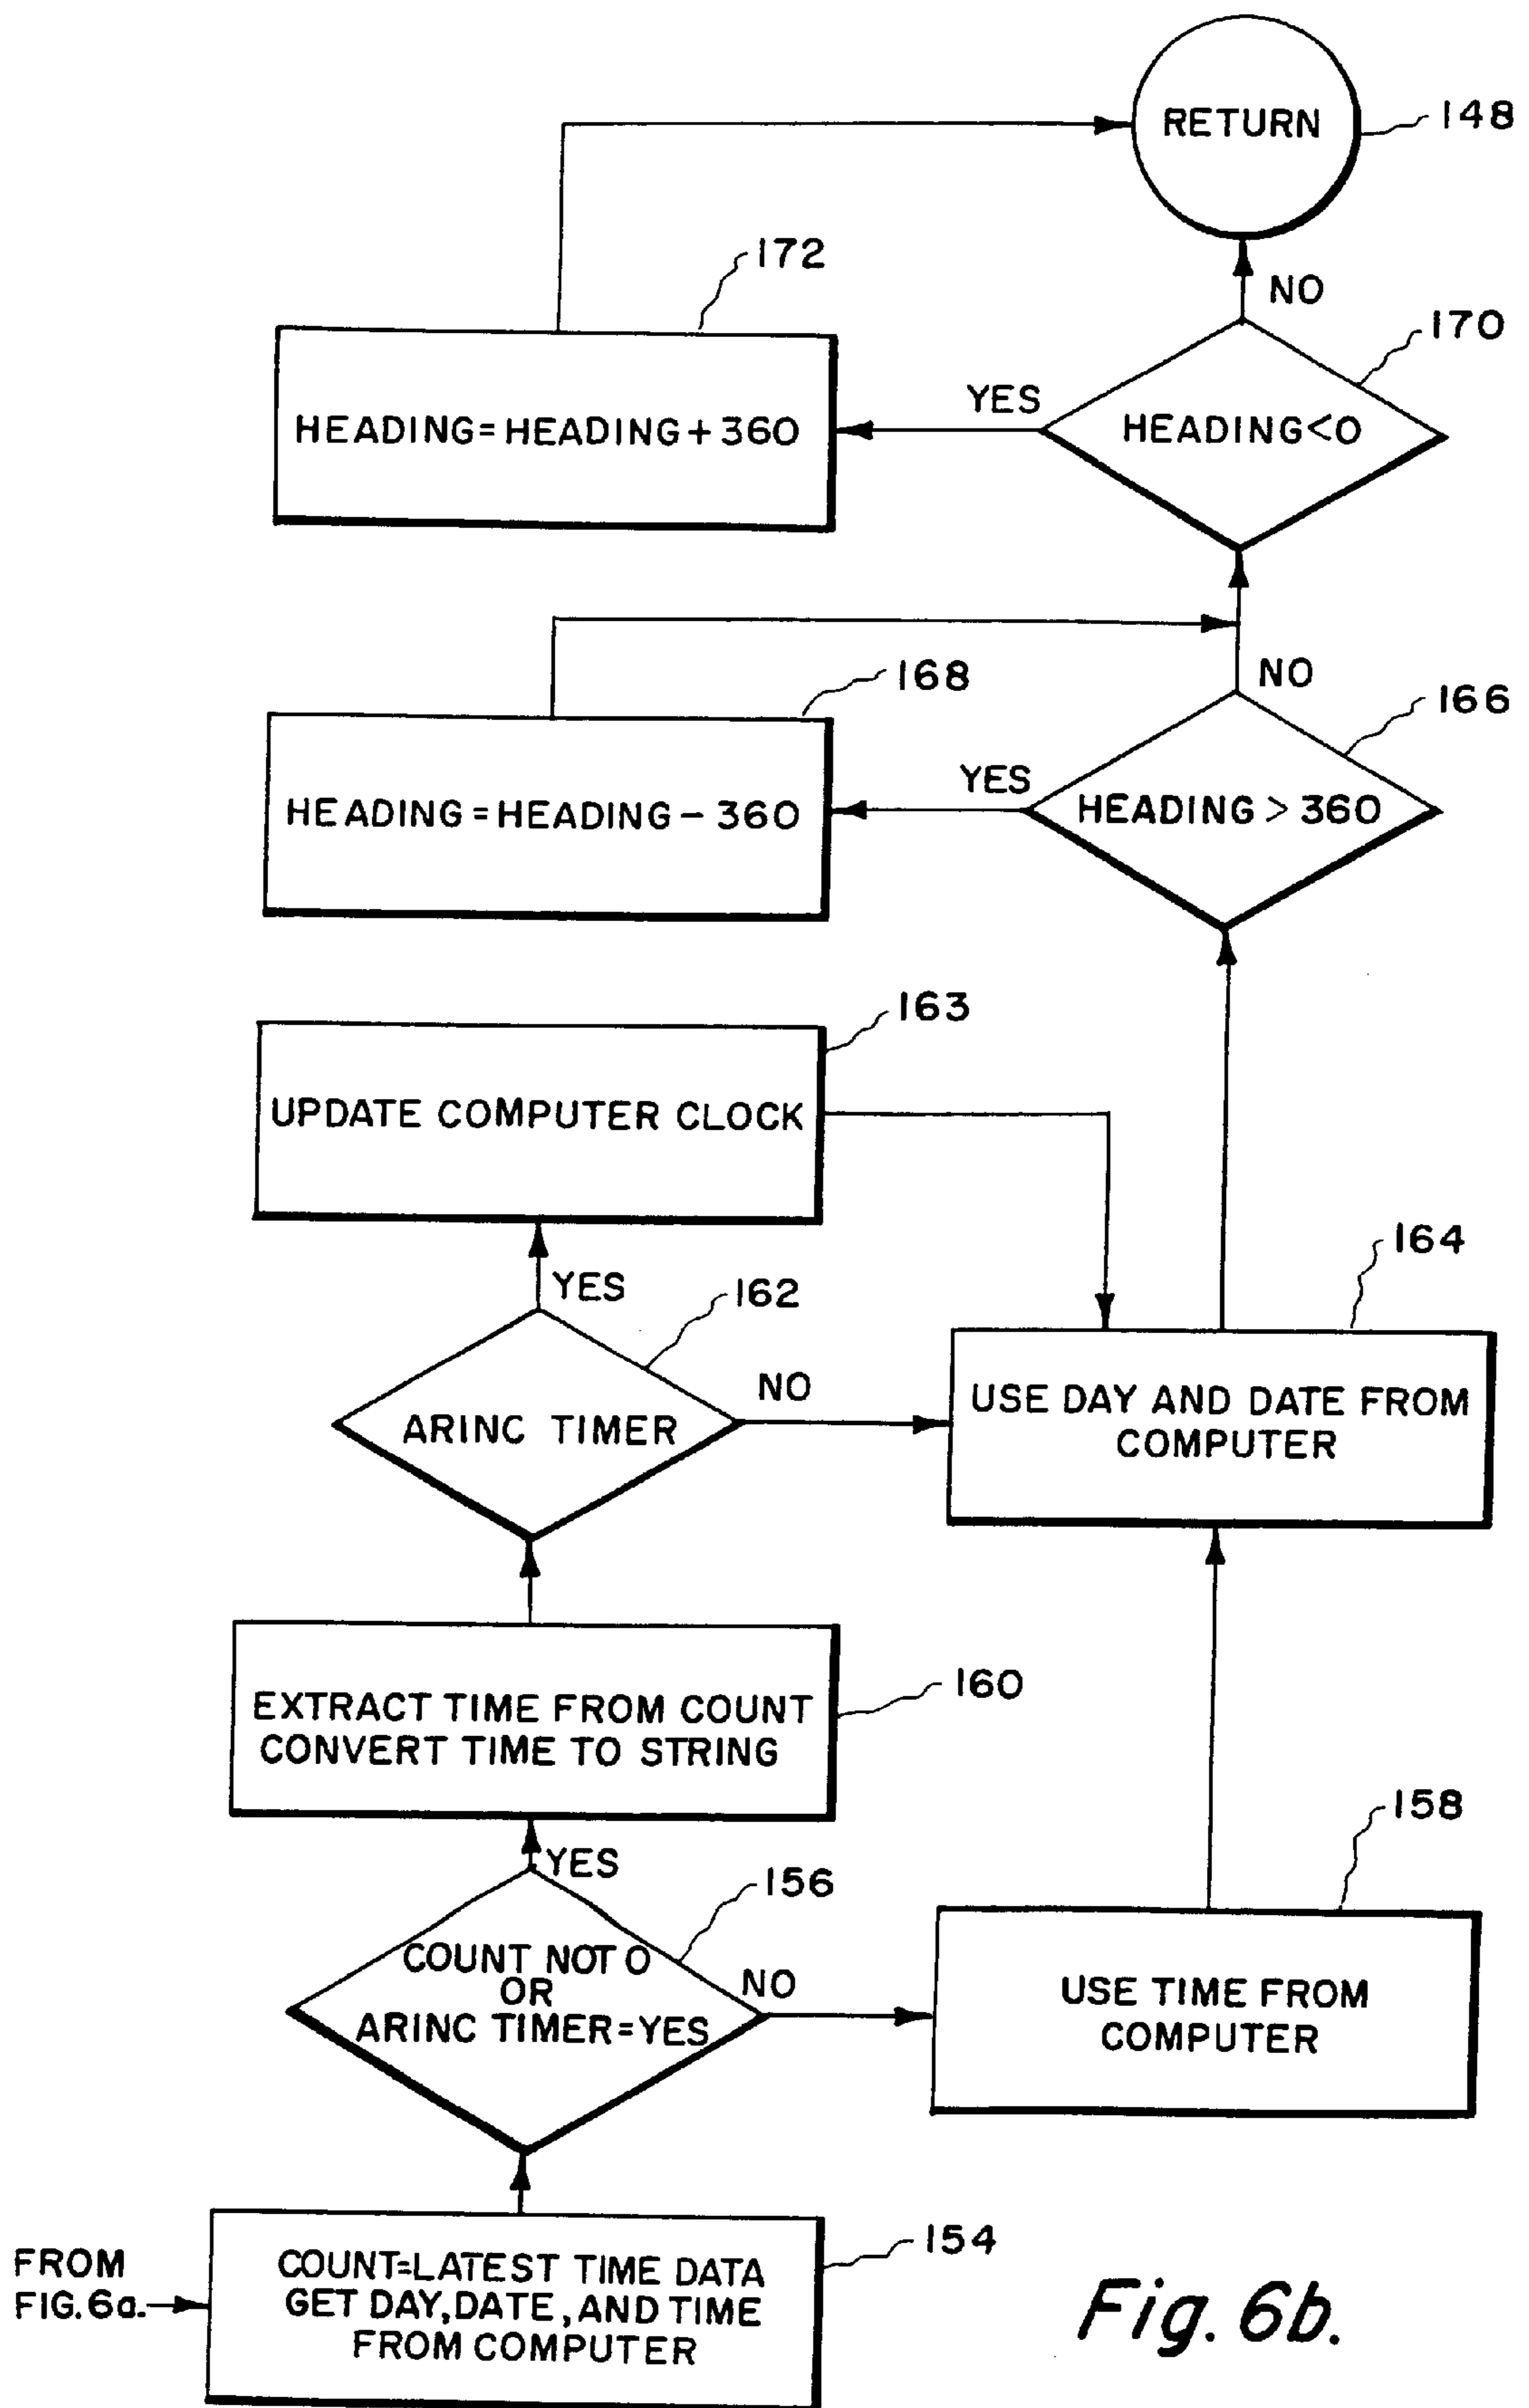 RETURN
148
NO
172
170
HEADING=HEADING+360
YES
HEADING<0
NO
168
166
HEADING=HEADING-360
YES
HEADING>360
163
UPDATE COMPUTER CLOCK
164
YES
162
NO
ARINC TIMER
USE DAY AND DATE FROM
COMPUTER
160
EXTRACT TIME FROM COUNT
CONVERT TIME TO STRING
158
YES
156
COUNT NOT 0
OR
ARINC TIMER=YES
NO
USE TIME FROM
COMPUTER
154
FROM
FIG.6a.
COUNT=LATEST TIME DATA
GET DAY,DATE,AND TIME
FROM COMPUTER
Fig. 6b.